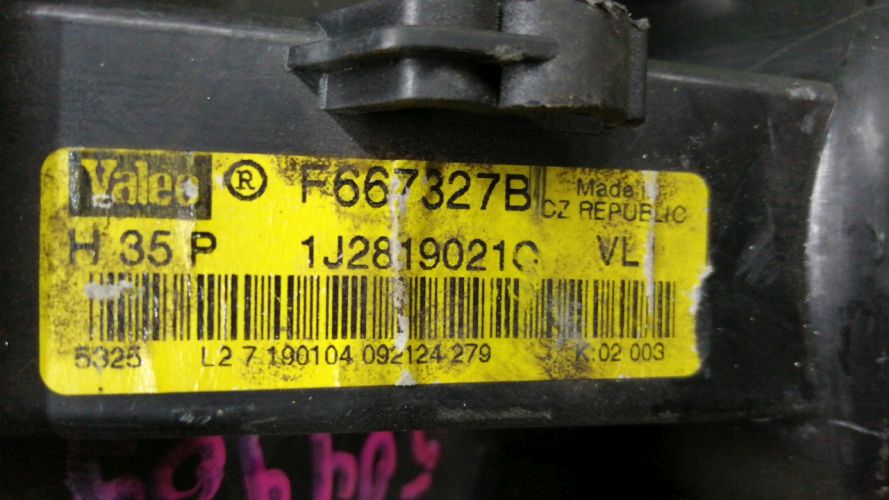 Valeo ® F667327B Made in
CZ REPUBLIC
H 35 P 1J2819021C VL
5325 L2 7 190104 092124 279 K:02 003